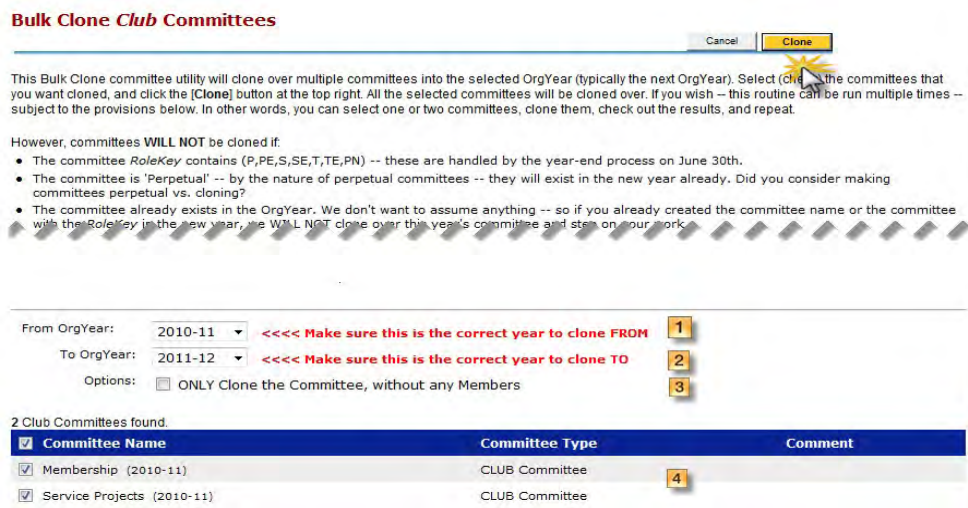 Bulk Clone Club Committees
Cancel Clone
This Bulk Clone committee utility will clone over multiple committees into the selected OrgYear (typically the next OrgYear). Select (check) the committees that
you want cloned, and click the [Clone] button at the top right. All the selected committees will be cloned over. If you wish -- this routine can be run multiple times --
subject to the provisions below. In other words, you can select one or two committees, clone them, check out the results, and repeat.
However, committees WILL NOT be cloned if:
• The committee RoleKey contains (P,PE,S,SE,T,TE,PN) -- these are handled by the year-end process on June 30th.
• The committee is 'Perpetual' -- by the nature of perpetual committees -- they will exist in the new year already. Did you consider making
committees perpetual vs. cloning?
• The committee already exists in the OrgYear. We don't want to assume anything -- so if you already created the committee name or the committee
with the RoleKey in the new year, we WILL NOT clone over this year's committee and step on your work
From OrgYear: 2010-11 <<<< Make sure this is the correct year to clone FROM 1
To OrgYear: 2011-12 <<<< Make sure this is the correct year to clone TO 2
Options: ONLY Clone the Committee, without any Members 3
2 Club Committees found.
Committee Name Committee Type Comment
Membership (2010-11) CLUB Committee
4
Service Projects (2010-11) CLUB Committee